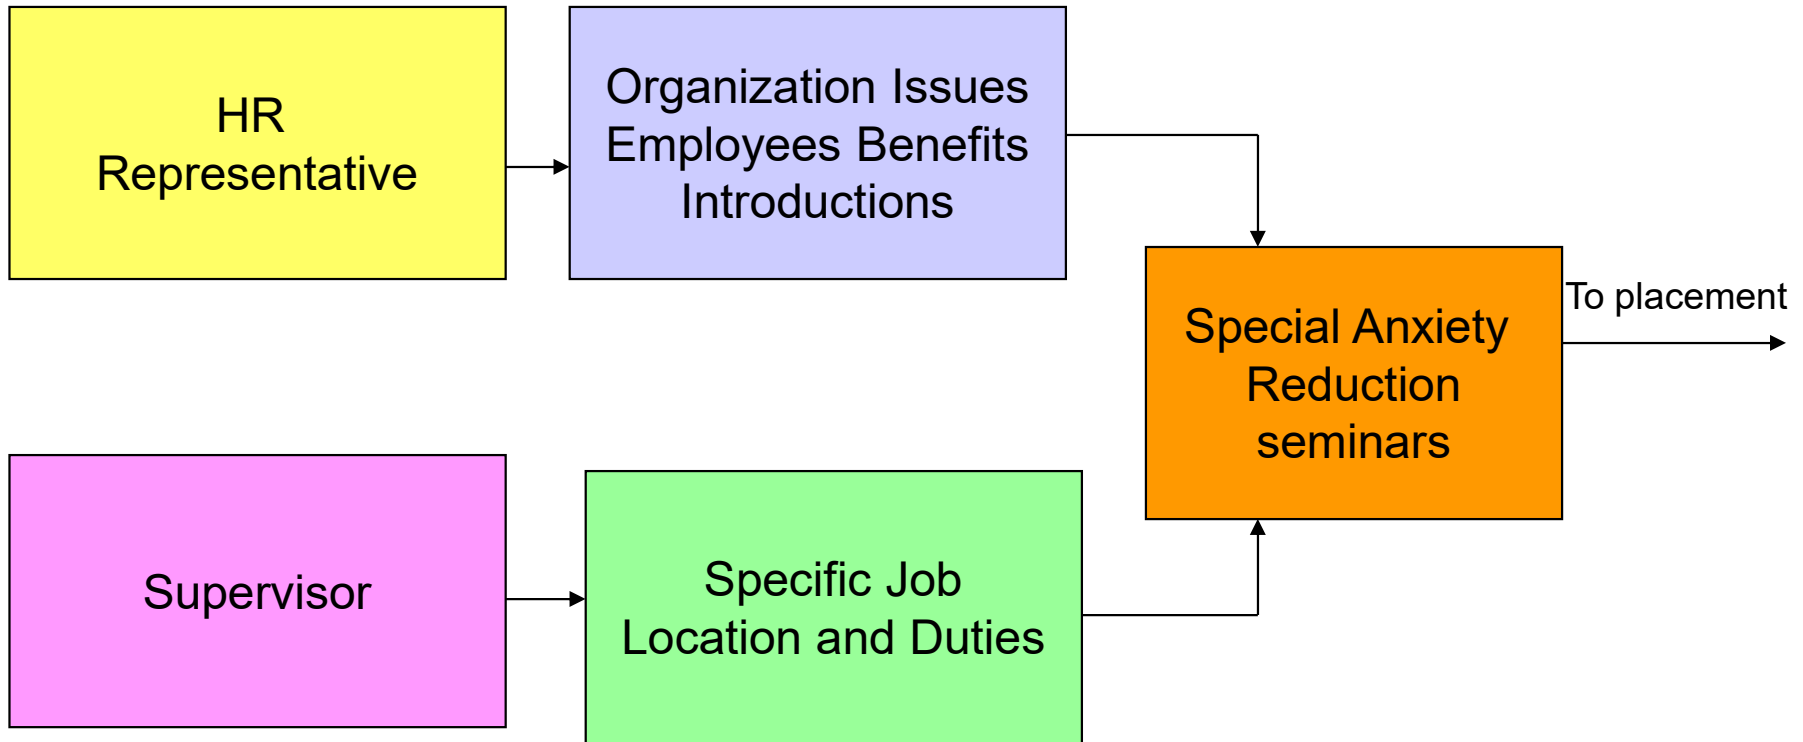 HR
Representative
Organization Issues
Employees Benefits
Introductions
Special Anxiety
Reduction
seminars
To placement
Supervisor
Specific Job
Location and Duties